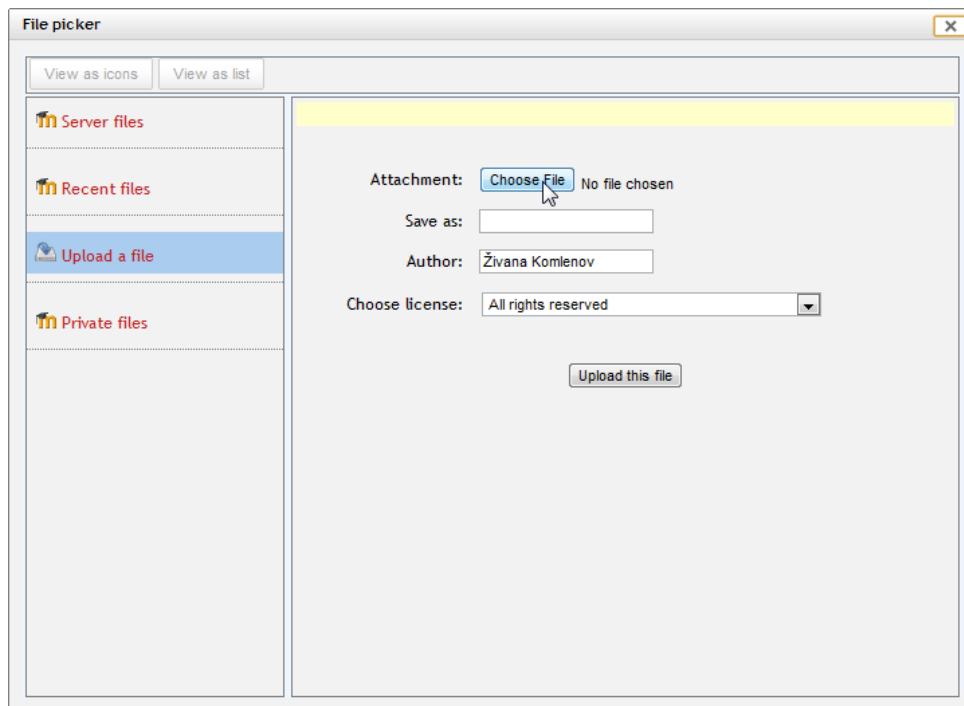 File picker
View as icons View as list
Server files
Recent files
Upload a file
Private files
Attachment: Choose File No file chosen
Save as:
Author: Živana Komlenov
Choose license: All rights reserved
Upload this file